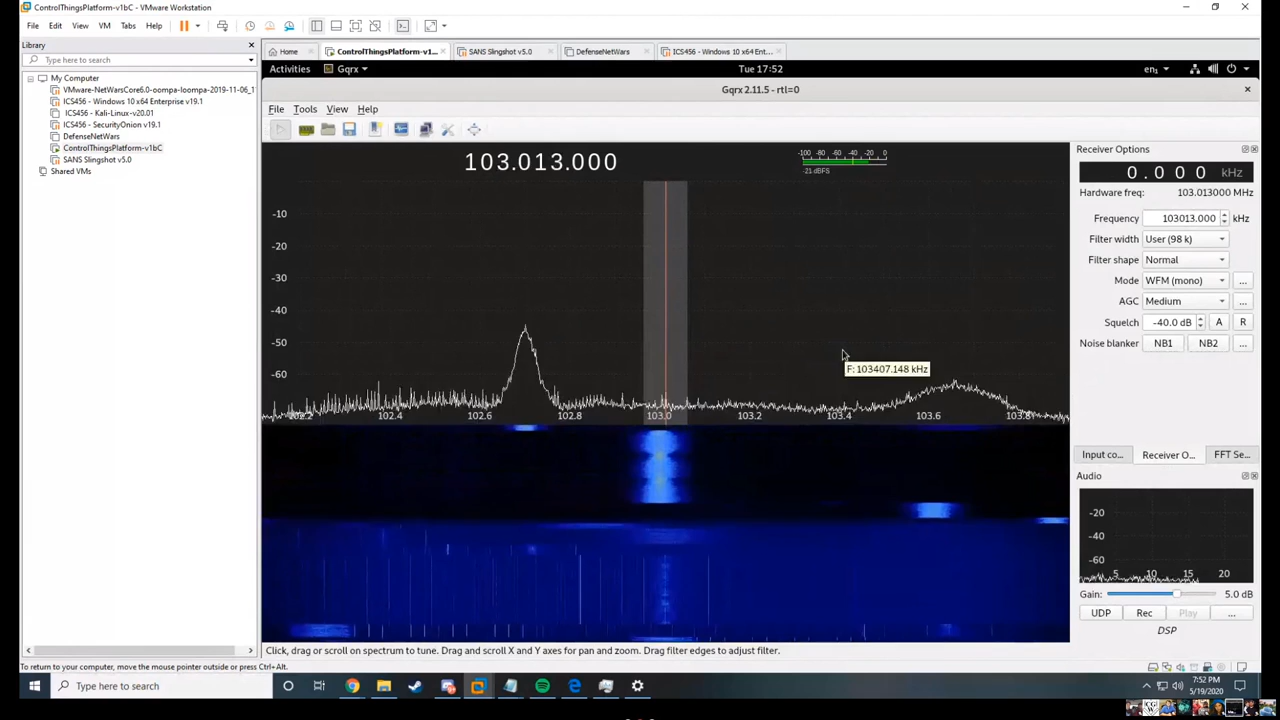 ControlThingsPlatform-v1bC - VMware Workstation
File Edit View VM Tabs Help
Library
Type here to search
My Computer
VMware-NetWarsCore6.0-oompa-loompa-2019-11-06_1
ICS456 - Windows 10 x64 Enterprise v19.1
ICS456 - Kali-Linux-v20.01
ICS456 - SecurityOnion v19.1
DefenseNetWars
ControlThingsPlatform-v1bC
SANS Slingshot v5.0
Shared VMs
Home ControlThingsPlatform-v1... SANS Slingshot v5.0 DefenseNetWars ICS456 - Windows 10 x64 Ent...
Activities Gqrx Tue 17:52 en1
Gqrx 2.11.5 - rtl=0
File Tools View Help
103.013.000
-100 -80 -60 -40 -20 0
-21 dBFS
-10
-20
-30
-40
-50
-60
F: 103407.148 kHz
102.4 102.6 102.8 103.0 103.2 103.4 103.6 103.8
Receiver Options
0.000 kHz
Hardware freq: 103.013000 MHz
Frequency 103013.000 kHz
Filter width User (98 k)
Filter shape Normal
Mode WFM (mono) ...
AGC Medium ...
Squelch -40.0 dB A R
Noise blanker NB1 NB2 ...
Input co... Receiver O... FFT Se...
Audio
-20
-40
-60
5 10 15 20
Gain: 5.0 dB
UDP Rec Play ...
DSP
Click, drag or scroll on spectrum to tune. Drag and scroll X and Y axes for pan and zoom. Drag filter edges to adjust filter.
To return to your computer, move the mouse pointer outside or press Ctrl+Alt.
Type here to search
7:52 PM
5/19/2020